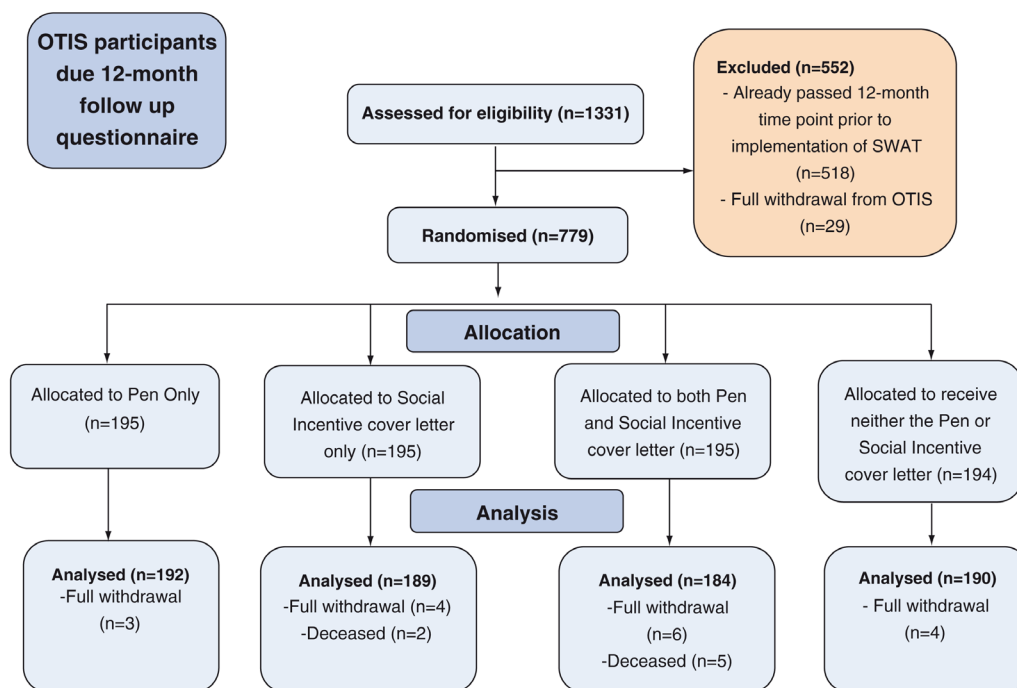 OTIS participants
due 12-month
follow up
questionnaire
Assessed for eligibility (n=1331)
Excluded (n=552)
- Already passed 12-month
time point prior to
implementation of SWAT
(n=518)
- Full withdrawal from OTIS
(n=29)
Randomised (n=779)
Allocation
Allocated to Pen Only
(n=195)
Allocated to Social
Incentive cover letter
only (n=195)
Allocated to both Pen
and Social Incentive
cover letter (n=195)
Allocated to receive
neither the Pen or
Social Incentive
cover letter (n=194)
Analysis
Analysed (n=192)
-Full withdrawal
(n=3)
Analysed (n=189)
-Full withdrawal (n=4)
-Deceased (n=2)
Analysed (n=184)
-Full withdrawal
(n=6)
-Deceased (n=5)
Analysed (n=190)
- Full withdrawal
(n=4)